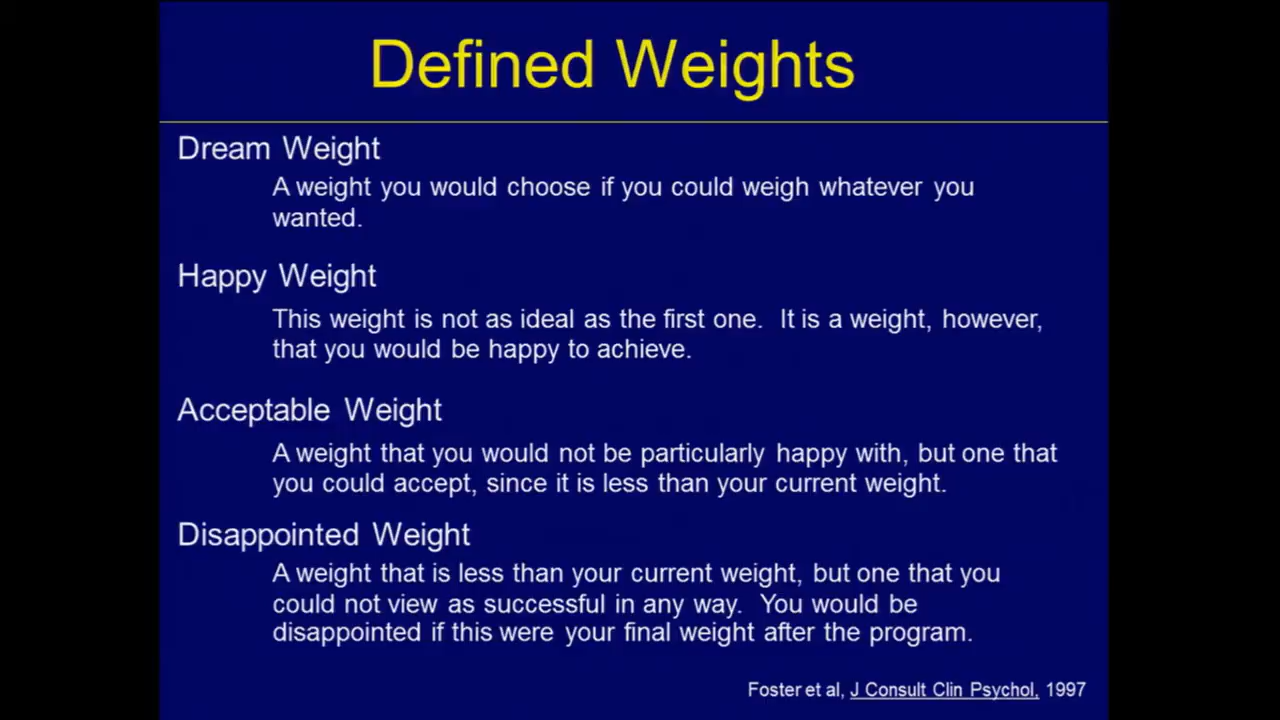 Defined Weights
Dream Weight
A weight you would choose if you could weigh whatever you
wanted.
Happy Weight
This weight is not as ideal as the first one. It is a weight, however,
that you would be happy to achieve.
Acceptable Weight
A weight that you would not be particularly happy with, but one that
you could accept, since it is less than your current weight.
Disappointed Weight
A weight that is less than your current weight, but one that you
could not view as successful in any way. You would be
disappointed if this were your final weight after the program.
Foster et al, J Consult Clin Psychol, 1997